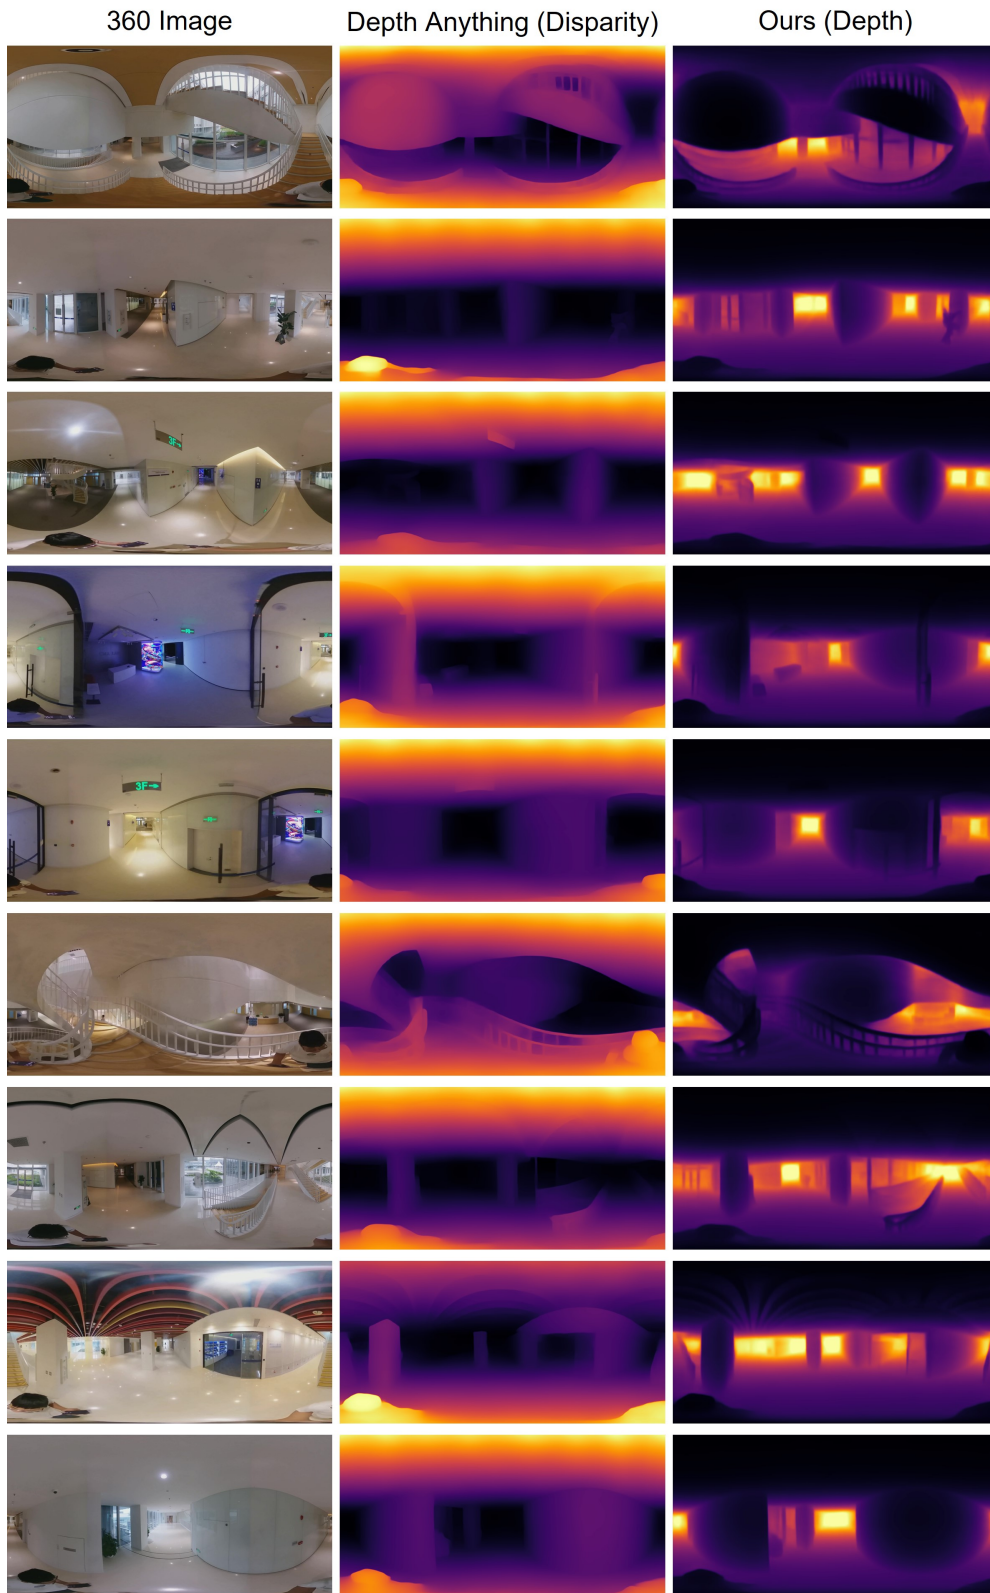 360 Image
Depth Anything (Disparity)
Ours (Depth)
3F→
3F→